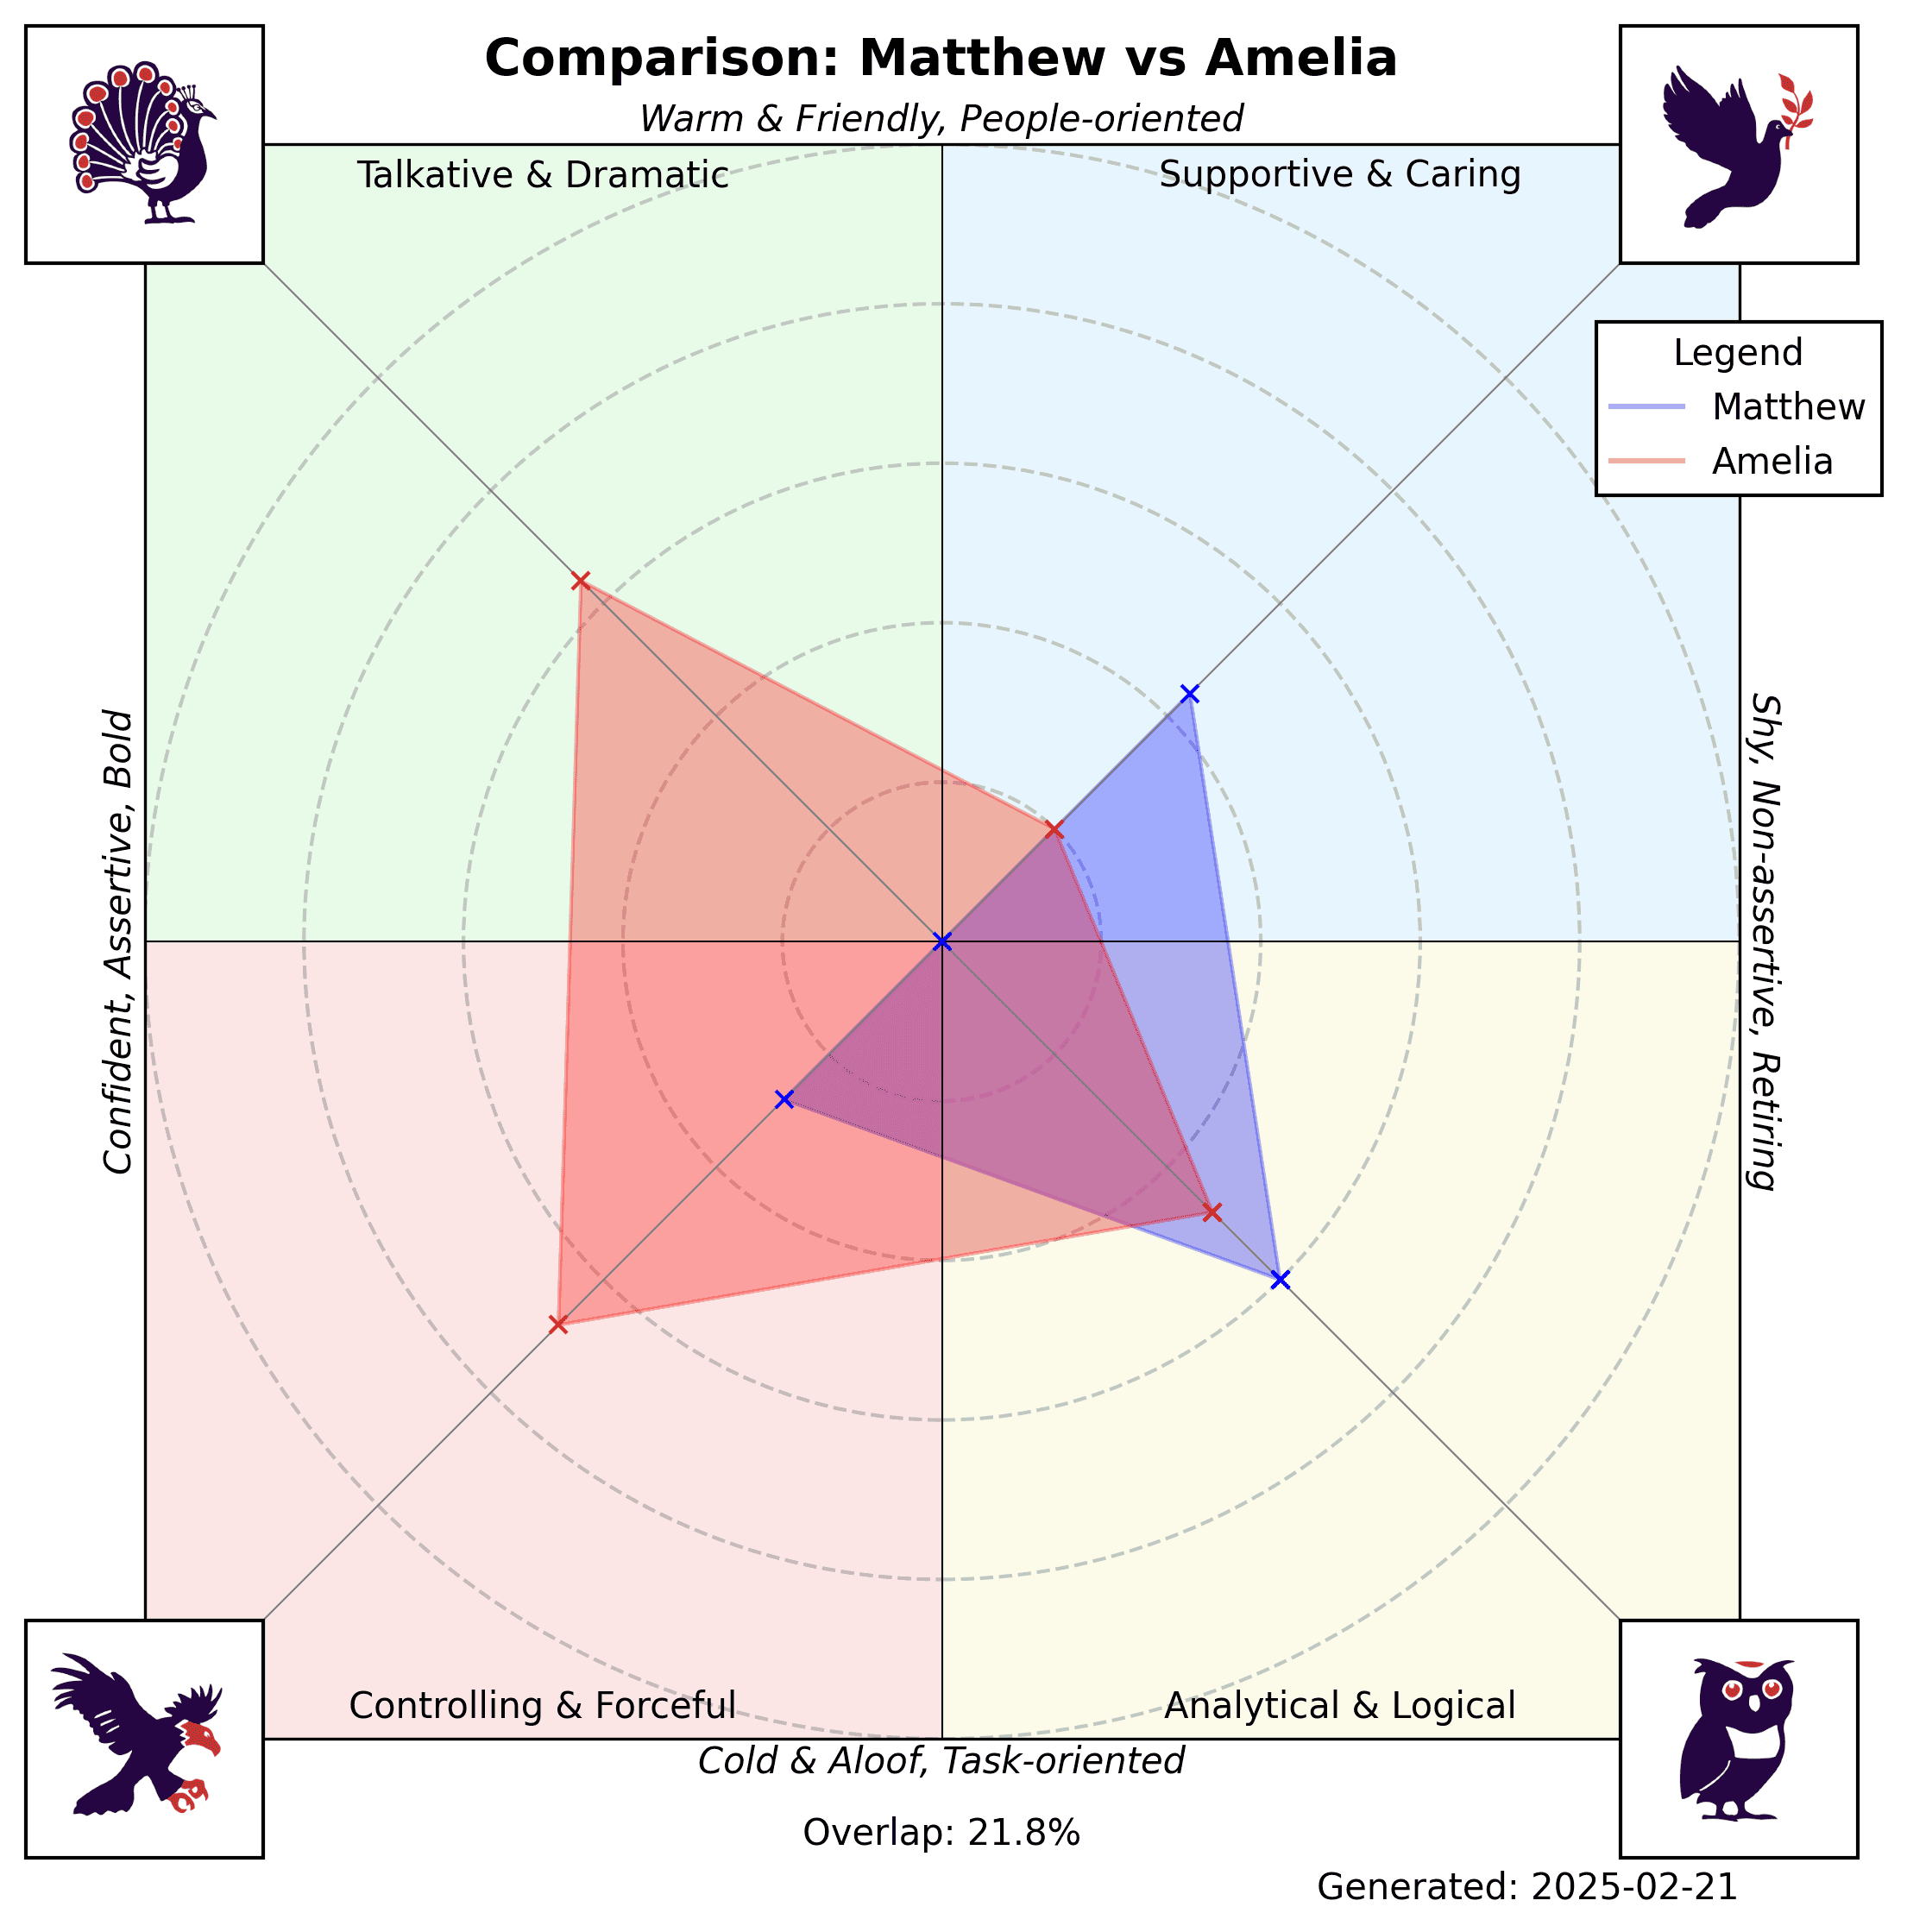 Comparison: Matthew vs Amelia
Warm & Friendly, People-oriented
Talkative & Dramatic
Supportive & Caring
Legend
Matthew
Amelia
Confident, Assertive, Bold
Shy, Non-assertive, Retiring
Controlling & Forceful
Analytical & Logical
Cold & Aloof, Task-oriented
Overlap: 21.8%
Generated: 2025-02-21